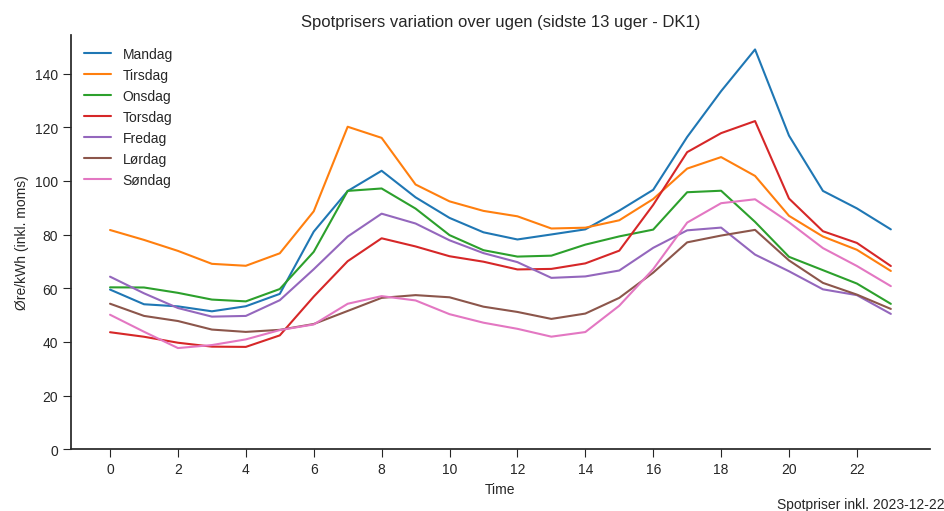 Spotprisers variation over ugen (sidste 13 uger - DK1)
Mandag
Tirsdag
Onsdag
Torsdag
Fredag
Lørdag
Søndag
Øre/kWh (inkl. moms)
140
120
100
80
60
40
20
0
0 2 4 6 8 10 12 14 16 18 20 22
Time
Spotpriser inkl. 2023-12-22